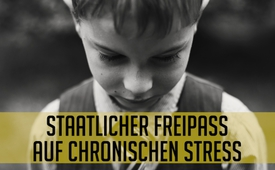 STAATLICHER FREIPASS
AUF CHRONISCHEN STRESS